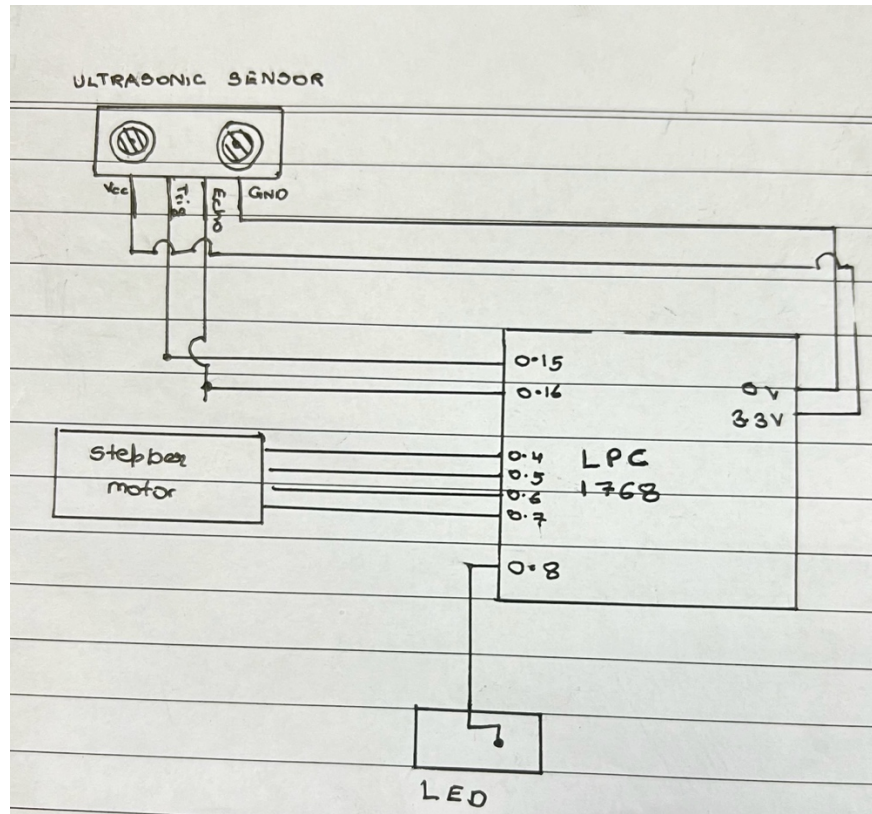 ULTRASONIC SENSOR
Vcc Trig Echo GND
0.15
0.16
0V
3.3V
stepper
motor
0.4
0.5
0.6
0.7
LPC
1768
0.8
LED